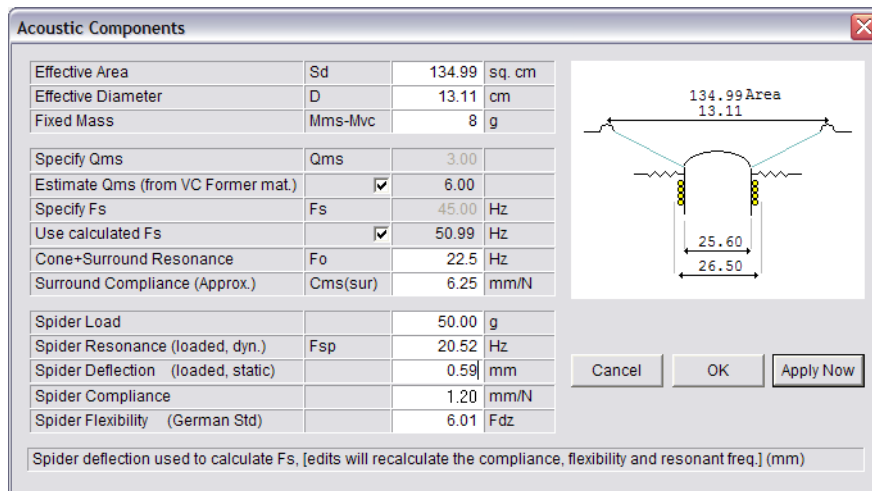 Acoustic Components
Effective Area Sd 134.99 sq. cm
Effective Diameter D 13.11 cm
Fixed Mass Mms-Mvc 8 g
Specify Qms Qms 3.00
Estimate Qms (from VC Former mat.) 6.00
Specify Fs Fs 45.00 Hz
Use calculated Fs 50.99 Hz
Cone+Surround Resonance Fo 22.5 Hz
Surround Compliance (Approx.) Cms(sur) 6.25 mm/N
Spider Load 50.00 g
Spider Resonance (loaded, dyn.) Fsp 20.52 Hz
Spider Deflection (loaded, static) 0.59 mm
Spider Compliance 1.20 mm/N
Spider Flexibility (German Std) 6.01 Fdz
134.99 Area
13.11
25.60
26.50
Cancel OK Apply Now
Spider deflection used to calculate Fs, [edits will recalculate the compliance, flexibility and resonant freq.] (mm)